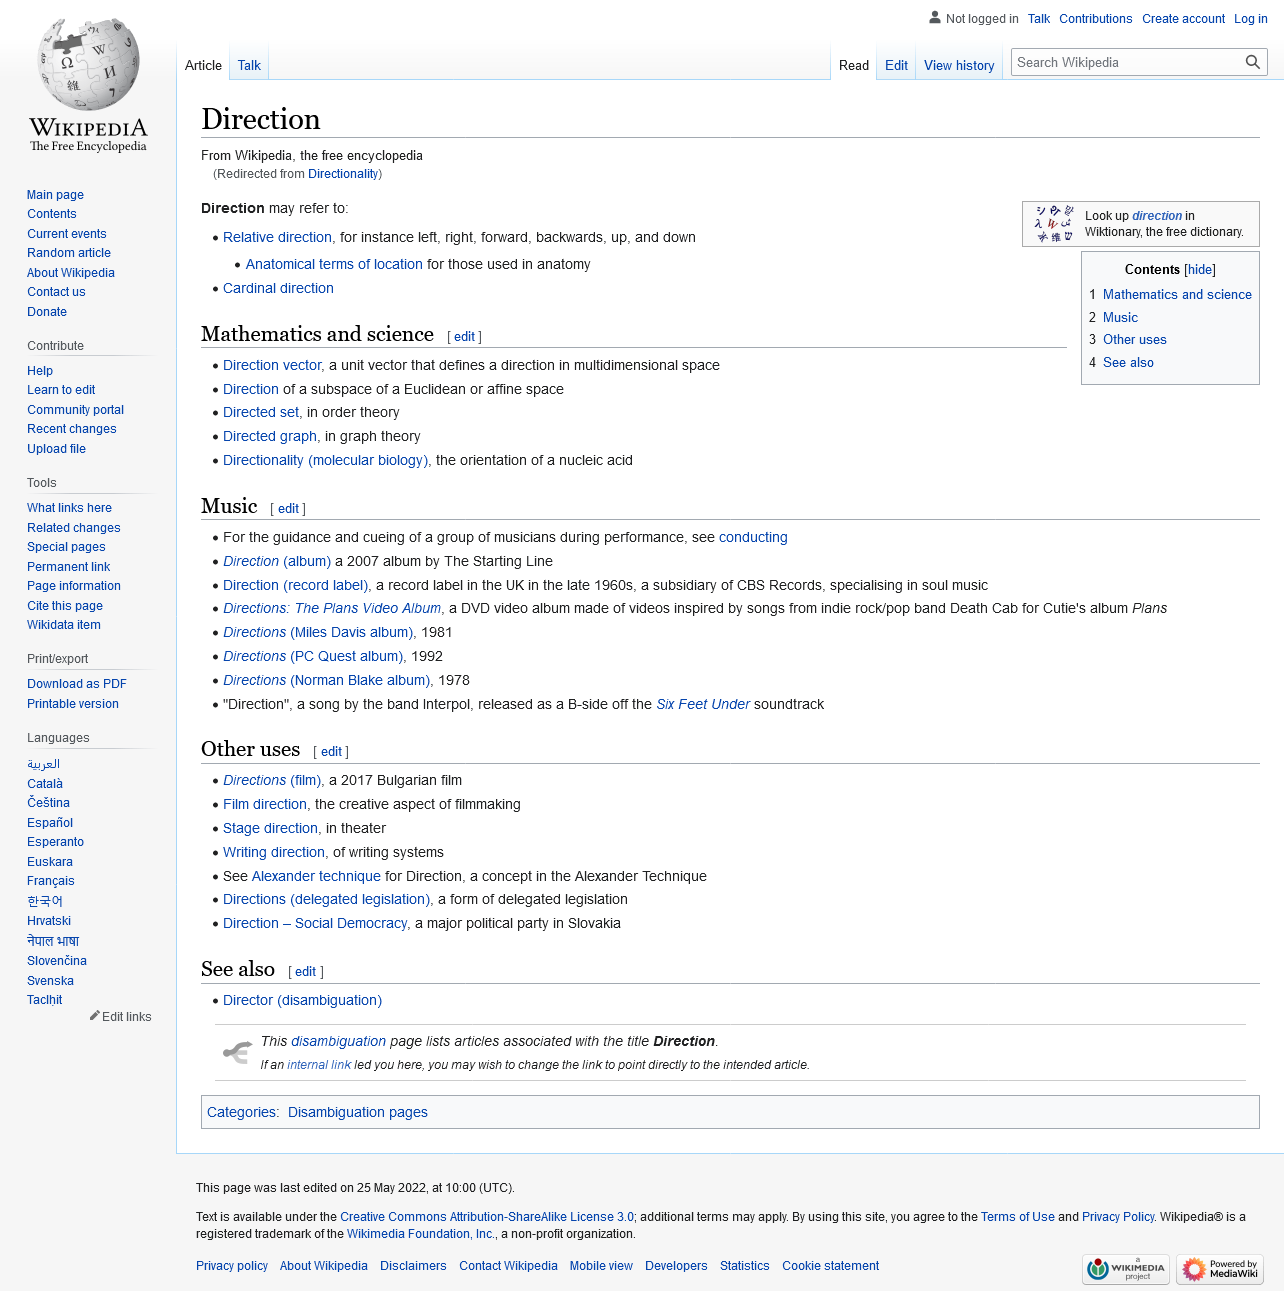 Not logged in Talk Contributions Create account Log in
Article Talk Read Edit View history Search Wikipedia
WIKIPEDIA
The Free Encyclopedia
Main page
Contents
Current events
Random article
About Wikipedia
Contact us
Donate
Contribute
Help
Learn to edit
Community portal
Recent changes
Upload file
Tools
What links here
Related changes
Special pages
Permanent link
Page information
Cite this page
Wikidata item
Print/export
Download as PDF
Printable version
Languages
العربية
Català
Čeština
Español
Esperanto
Euskara
Français
한국어
Hrvatski
नेपाल भाषा
Slovenčina
Svenska
Taclḥit
Edit links
Direction
From Wikipedia, the free encyclopedia
(Redirected from Directionality)
Direction may refer to:
Look up direction in
Wiktionary, the free dictionary.
• Relative direction, for instance left, right, forward, backwards, up, and down
• Anatomical terms of location for those used in anatomy
• Cardinal direction
Contents [hide]
1 Mathematics and science
2 Music
3 Other uses
4 See also
Mathematics and science [ edit ]
• Direction vector, a unit vector that defines a direction in multidimensional space
• Direction of a subspace of a Euclidean or affine space
• Directed set, in order theory
• Directed graph, in graph theory
• Directionality (molecular biology), the orientation of a nucleic acid
Music [ edit ]
• For the guidance and cueing of a group of musicians during performance, see conducting
• Direction (album) a 2007 album by The Starting Line
• Direction (record label), a record label in the UK in the late 1960s, a subsidiary of CBS Records, specialising in soul music
• Directions: The Plans Video Album, a DVD video album made of videos inspired by songs from indie rock/pop band Death Cab for Cutie's album Plans
• Directions (Miles Davis album), 1981
• Directions (PC Quest album), 1992
• Directions (Norman Blake album), 1978
• "Direction", a song by the band Interpol, released as a B-side off the Six Feet Under soundtrack
Other uses [ edit ]
• Directions (film), a 2017 Bulgarian film
• Film direction, the creative aspect of filmmaking
• Stage direction, in theater
• Writing direction, of writing systems
• See Alexander technique for Direction, a concept in the Alexander Technique
• Directions (delegated legislation), a form of delegated legislation
• Direction – Social Democracy, a major political party in Slovakia
See also [ edit ]
• Director (disambiguation)
This disambiguation page lists articles associated with the title Direction.
If an internal link led you here, you may wish to change the link to point directly to the intended article.
Categories: Disambiguation pages
This page was last edited on 25 May 2022, at 10:00 (UTC).
Text is available under the Creative Commons Attribution-ShareAlike License 3.0; additional terms may apply. By using this site, you agree to the Terms of Use and Privacy Policy. Wikipedia® is a
registered trademark of the Wikimedia Foundation, Inc., a non-profit organization.
Privacy policy About Wikipedia Disclaimers Contact Wikipedia Mobile view Developers Statistics Cookie statement
a
WIKIMEDIA
project
Powered by
MediaWiki